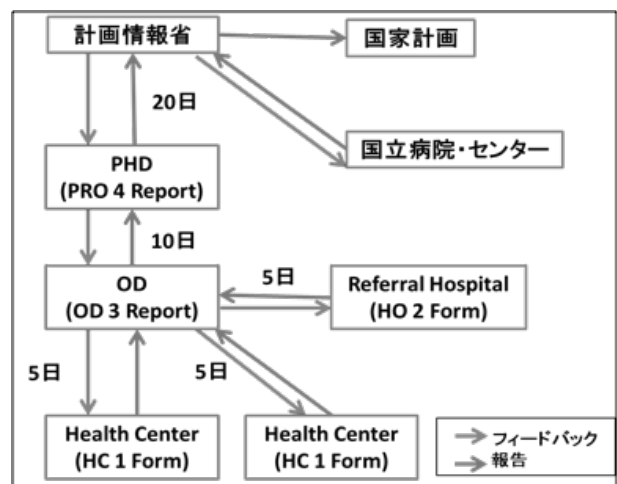 計画情報省
国家計画
20日
国立病院・センター
PHD
(PRO 4 Report)
10日
5日
OD
(OD 3 Report)
Referral Hospital
(HO 2 Form)
5日
5日
Health Center
(HC 1 Form)
Health Center
(HC 1 Form)
フィードバック
報告